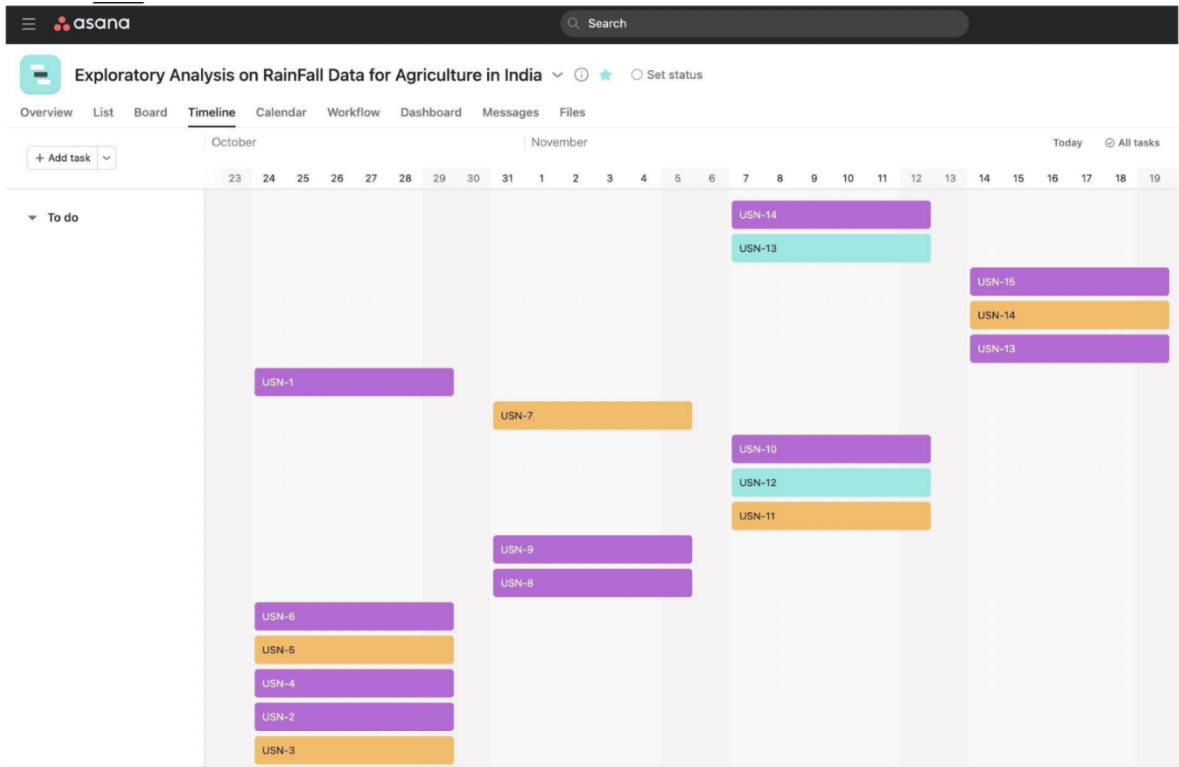 asana
Search
Exploratory Analysis on RainFall Data for Agriculture in India
Set status
Overview List Board Timeline Calendar Workflow Dashboard Messages Files
October November Today All tasks
+ Add task
23 24 25 26 27 28 29 30 31 1 2 3 4 5 6 7 8 9 10 11 12 13 14 15 16 17 18 19
To do
USN-14
USN-13
USN-15
USN-14
USN-13
USN-1
USN-7
USN-10
USN-12
USN-11
USN-9
USN-8
USN-6
USN-5
USN-4
USN-2
USN-3